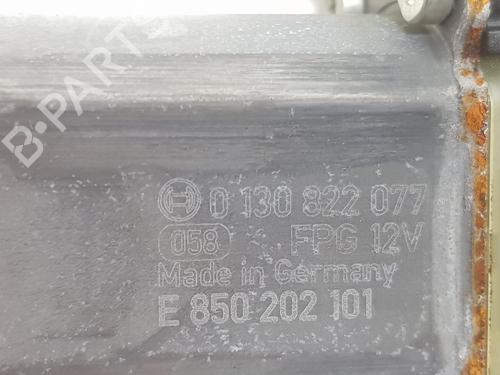 B-PARTS
0 130 822 077
058 FPG 12V
Made in Germany
E 850 202 101